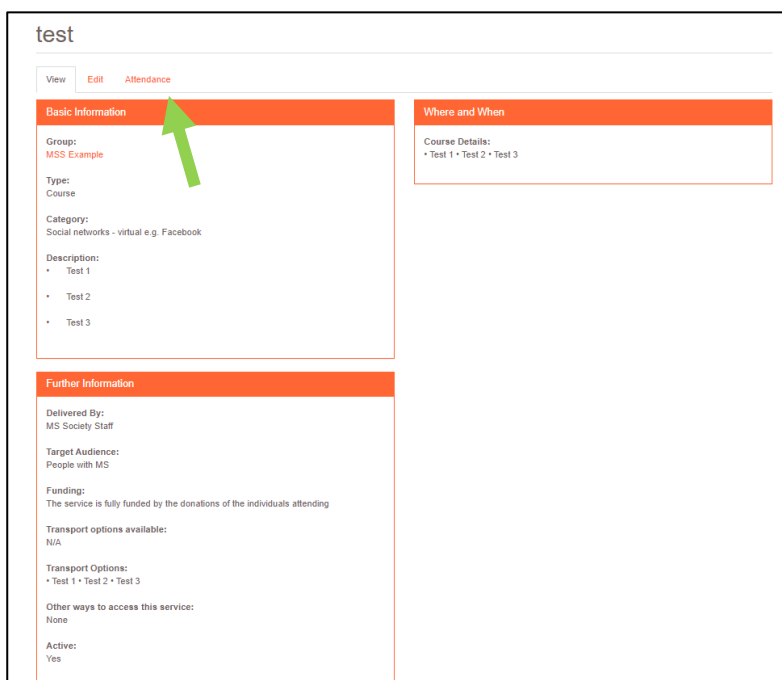 test
View Edit Attendance
Basic Information
Group:
MSS Example
Type:
Course
Category:
Social networks - virtual e.g. Facebook
Description:
• Test 1
• Test 2
• Test 3
Where and When
Course Details:
• Test 1 • Test 2 • Test 3
Further Information
Delivered By:
MS Society Staff
Target Audience:
People with MS
Funding:
The service is fully funded by the donations of the individuals attending
Transport options available:
N/A
Transport Options:
• Test 1 • Test 2 • Test 3
Other ways to access this service:
None
Active:
Yes